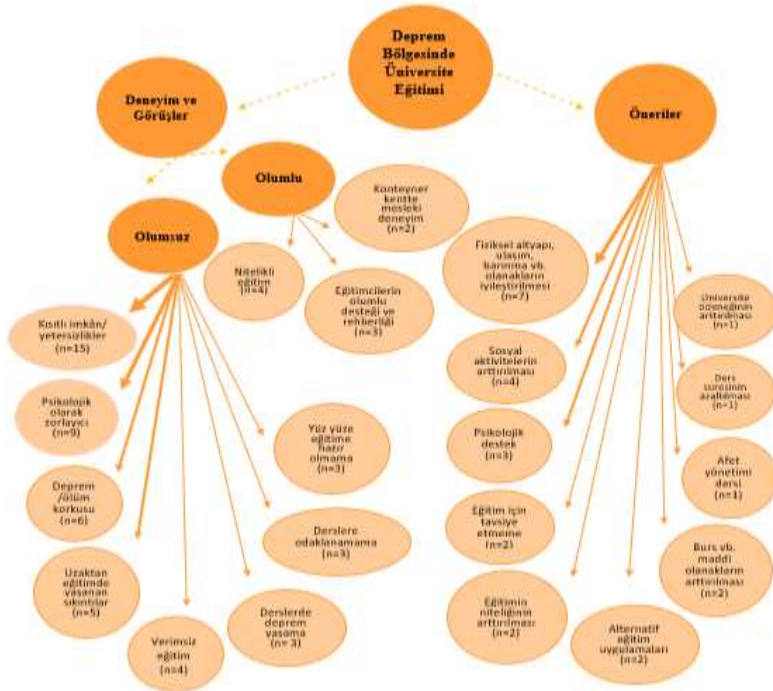 Deprem
Bölgesinde
Üniversite
Eğitimi
Deneyim ve
Görüşler
Öneriler
Olumlu
Olumsuz
Konteyner
kentte
mesleki
deneyim
(n=2)
Nitelikli
eğitim
(n=4)
Eğitimcilerin
olumlu
desteği ve
rehberliği
(n=3)
Kısıtlı imkân/
yetersizlikler
(n=15)
Psikolojik
olarak
zorlayıcı
(n=9)
Deprem
/ölüm
korkusu
(n=6)
Uzaktan
eğitimde
yaşanan
sıkıntılar
(n=5)
Verimsiz
eğitim
(n=4)
Derslerde
deprem
yaşama
(n= 3)
Derslere
odaklanamama
(n=3)
Yüz yüze
eğitime
hazır
olmama
(n=3)
Fiziksel altyapı,
ulaşım,
barınma vb.
olanakların
iyileştirilmesi
(n=7)
Sosyal
aktivitelerin
arttırılması
(n=4)
Psikolojik
destek
(n=3)
Eğitim için
tavsiye
etmeme
(n=2)
Eğitimin
niteliğinin
arttırılması
(n=2)
Alternatif
eğitim
uygulamaları
(n=2)
Burs vb.
maddi
olanakların
arttırılması
(n=2)
Afet
yönetimi
dersi
(n=1)
Ders
süresinin
azaltılması
(n=1)
Üniversite
ödeneğinin
arttırılması
(n=1)